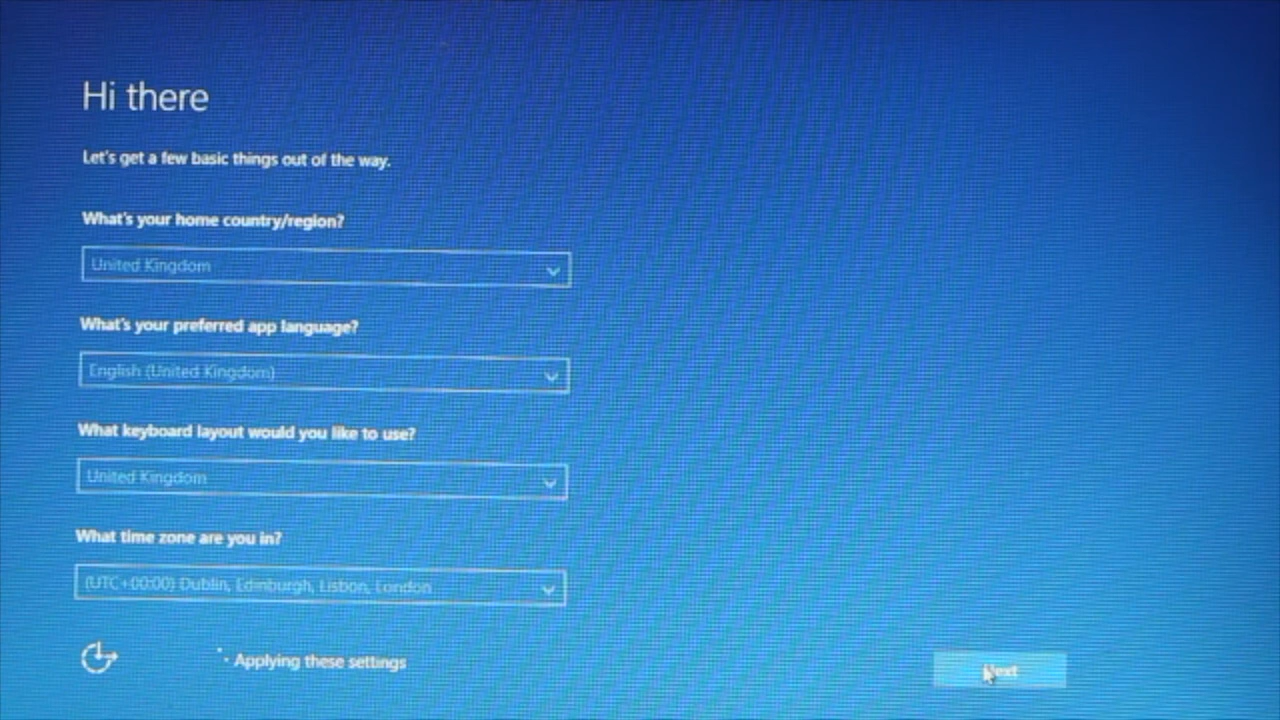 Hi there
Let's get a few basic things out of the way.
What's your home country/region?
United Kingdom
What's your preferred app language?
English (United Kingdom)
What keyboard layout would you like to use?
United Kingdom
What time zone are you in?
(UTC+00:00) Dublin, Edinburgh, Lisbon, London
Applying these settings
Next